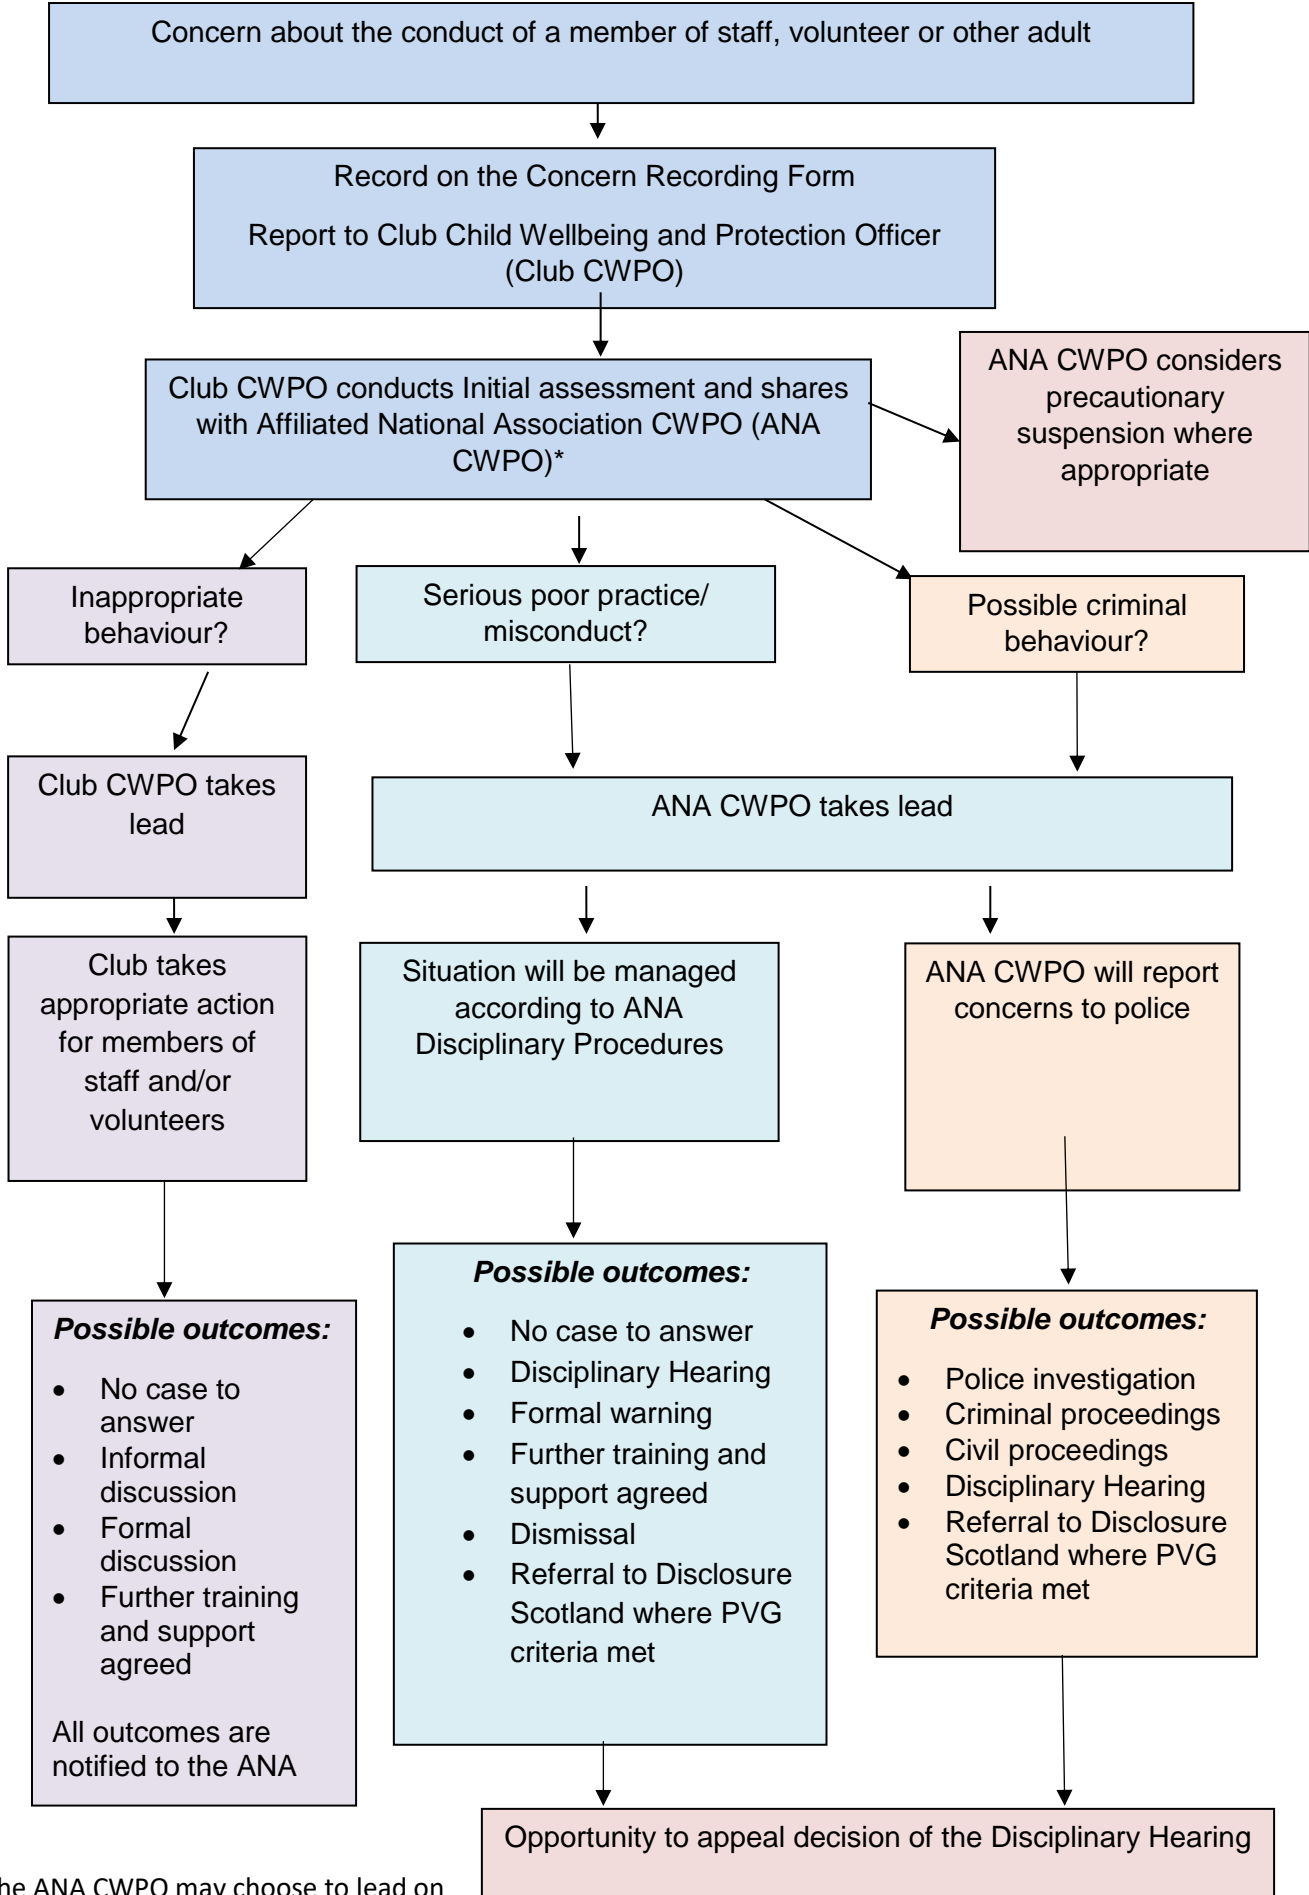 Concern about the conduct of a member of staff, volunteer or other adult
Record on the Concern Recording Form
Report to Club Child Wellbeing and Protection Officer
(Club CWPO)
Club CWPO conducts Initial assessment and shares
with Affiliated National Association CWPO (ANA
CWPO)*
ANA CWPO considers
precautionary
suspension where
appropriate
Inappropriate
behaviour?
Serious poor practice/
misconduct?
Possible criminal
behaviour?
Club CWPO takes
lead
ANA CWPO takes lead
Club takes
appropriate action
for members of
staff and/or
volunteers
Situation will be managed
according to ANA
Disciplinary Procedures
ANA CWPO will report
concerns to police
Possible outcomes:
• No case to
answer
• Informal
discussion
• Formal
discussion
• Further training
and support
agreed
All outcomes are
notified to the ANA
Possible outcomes:
• No case to answer
• Disciplinary Hearing
• Formal warning
• Further training and
support agreed
• Dismissal
• Referral to Disclosure
Scotland where PVG
criteria met
Possible outcomes:
• Police investigation
• Criminal proceedings
• Civil proceedings
• Disciplinary Hearing
• Referral to Disclosure
Scotland where PVG
criteria met
Opportunity to appeal decision of the Disciplinary Hearing
he ANA CWPO may choose to lead on